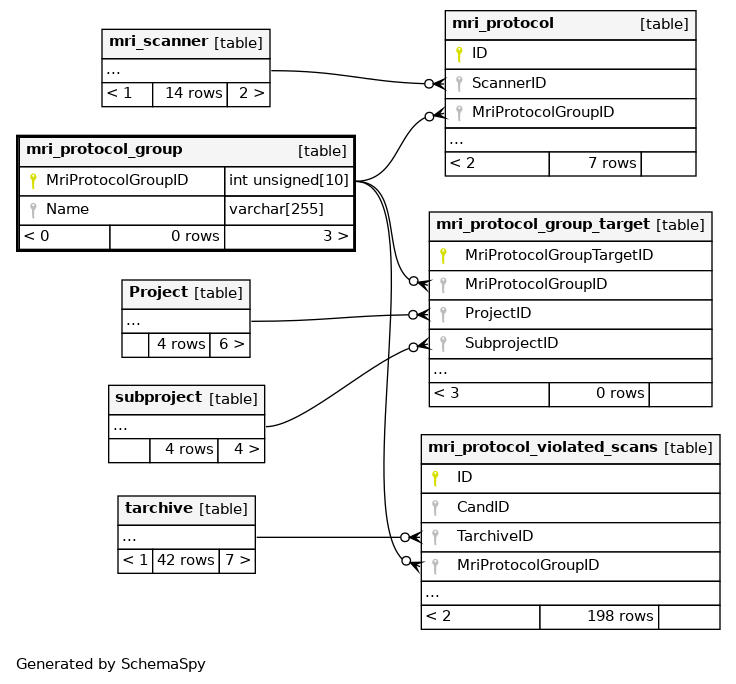 mri_scanner [table]
...
< 1 14 rows 2 >
mri_protocol_group [table]
MriProtocolGroupID int unsigned[10]
Name varchar[255]
< 0 0 rows 3 >
Project [table]
...
4 rows 6 >
subproject [table]
...
4 rows 4 >
tarchive [table]
...
< 1 42 rows 7 >
mri_protocol [table]
ID
ScannerID
MriProtocolGroupID
...
< 2 7 rows
mri_protocol_group_target [table]
MriProtocolGroupTargetID
MriProtocolGroupID
ProjectID
SubprojectID
...
< 3 0 rows
mri_protocol_violated_scans [table]
ID
CandID
TarchiveID
MriProtocolGroupID
...
< 2 198 rows
Generated by SchemaSpy